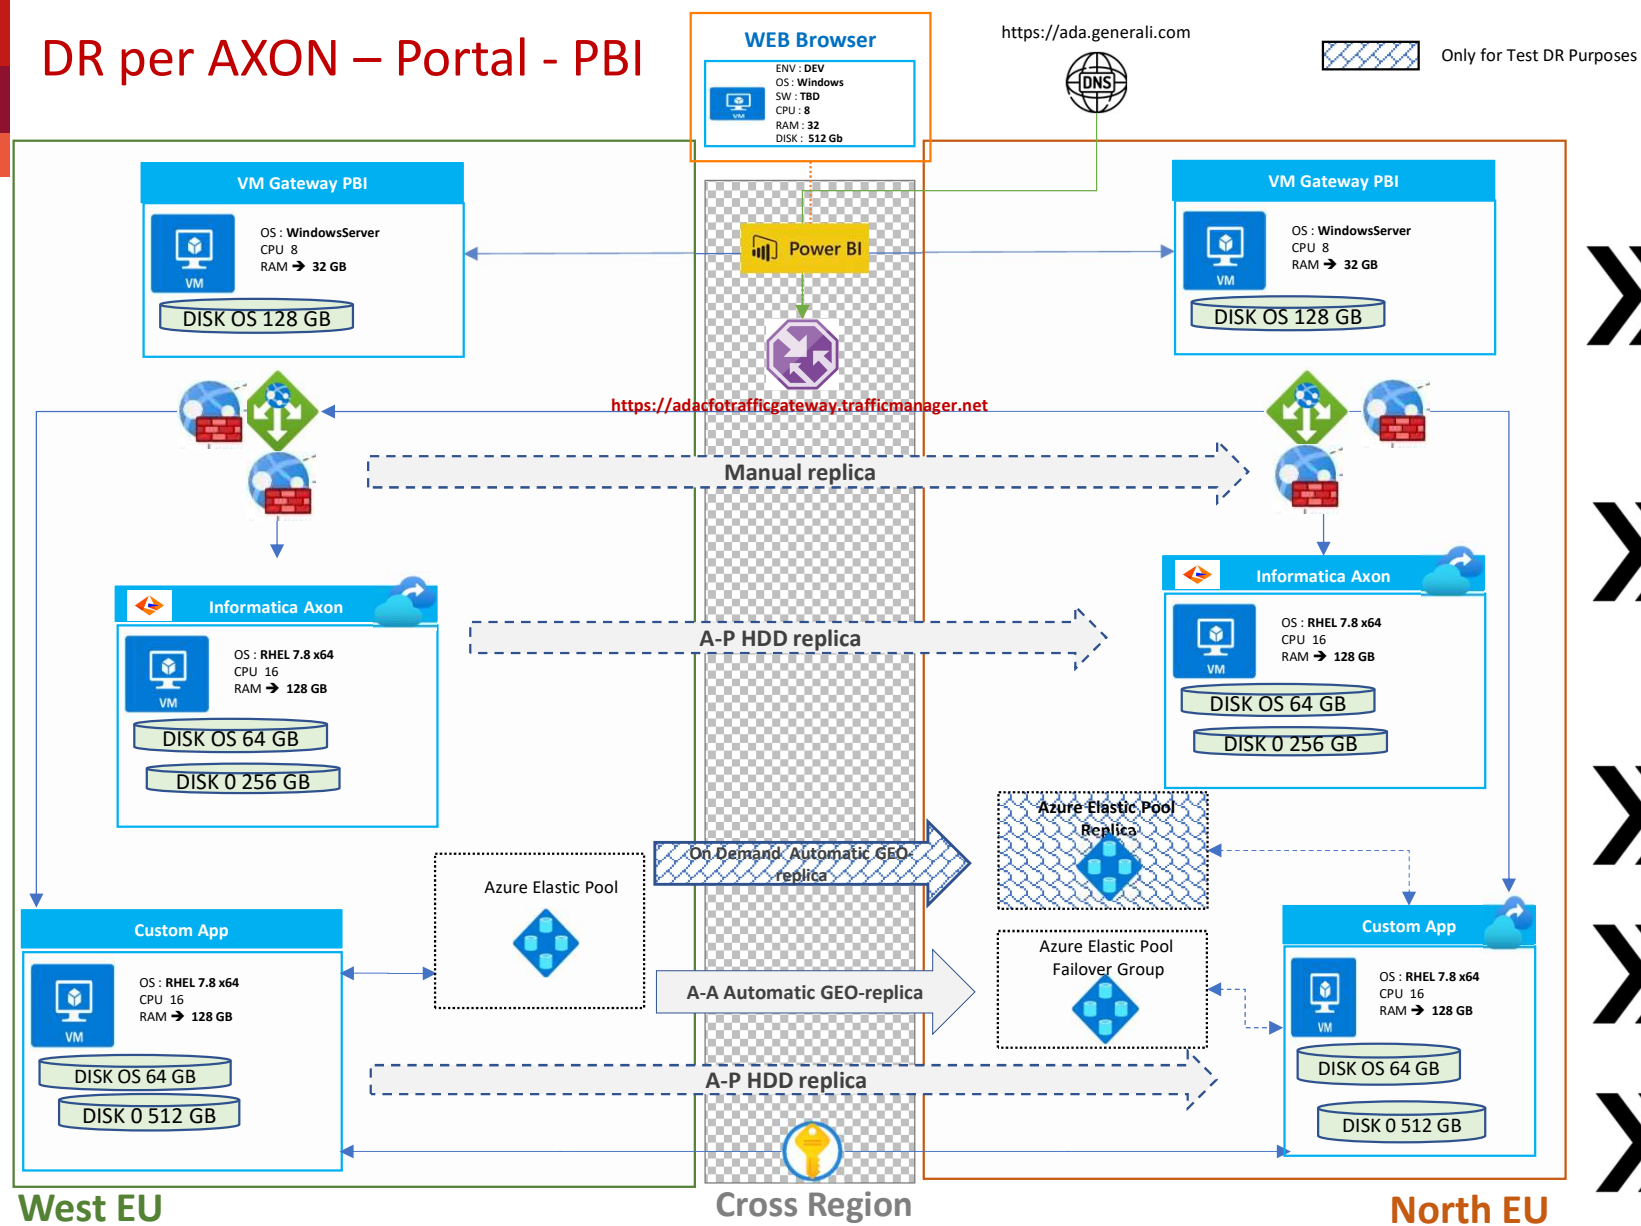 DR per AXON – Portal - PBI
WEB Browser
ENV : DEV
OS : Windows
SW : TBD
CPU : 8
RAM : 32
DISK : 512 Gb
VM
https://ada.generali.com
DNS
Only for Test DR Purposes
VM Gateway PBI
OS : WindowsServer
CPU 8
RAM ➔ 32 GB
VM
DISK OS 128 GB
Power BI
VM Gateway PBI
OS : WindowsServer
CPU 8
RAM ➔ 32 GB
VM
DISK OS 128 GB
https://adacfotrafficgateway.trafficmanager.net
Manual replica
Informatica Axon
OS : RHEL 7.8 x64
CPU 16
RAM ➔ 128 GB
VM
DISK OS 64 GB
DISK 0 256 GB
A-P HDD replica
Informatica Axon
OS : RHEL 7.8 x64
CPU 16
RAM ➔ 128 GB
VM
DISK OS 64 GB
DISK 0 256 GB
Azure Elastic Pool
On Demand Automatic GEO-
replica
Azure Elastic Pool
Replica
A-A Automatic GEO-replica
Azure Elastic Pool
Failover Group
Custom App
OS : RHEL 7.8 x64
CPU 16
RAM ➔ 128 GB
VM
DISK OS 64 GB
DISK 0 512 GB
A-P HDD replica
Custom App
OS : RHEL 7.8 x64
CPU 16
RAM ➔ 128 GB
VM
DISK OS 64 GB
DISK 0 512 GB
West EU
Cross Region
North EU